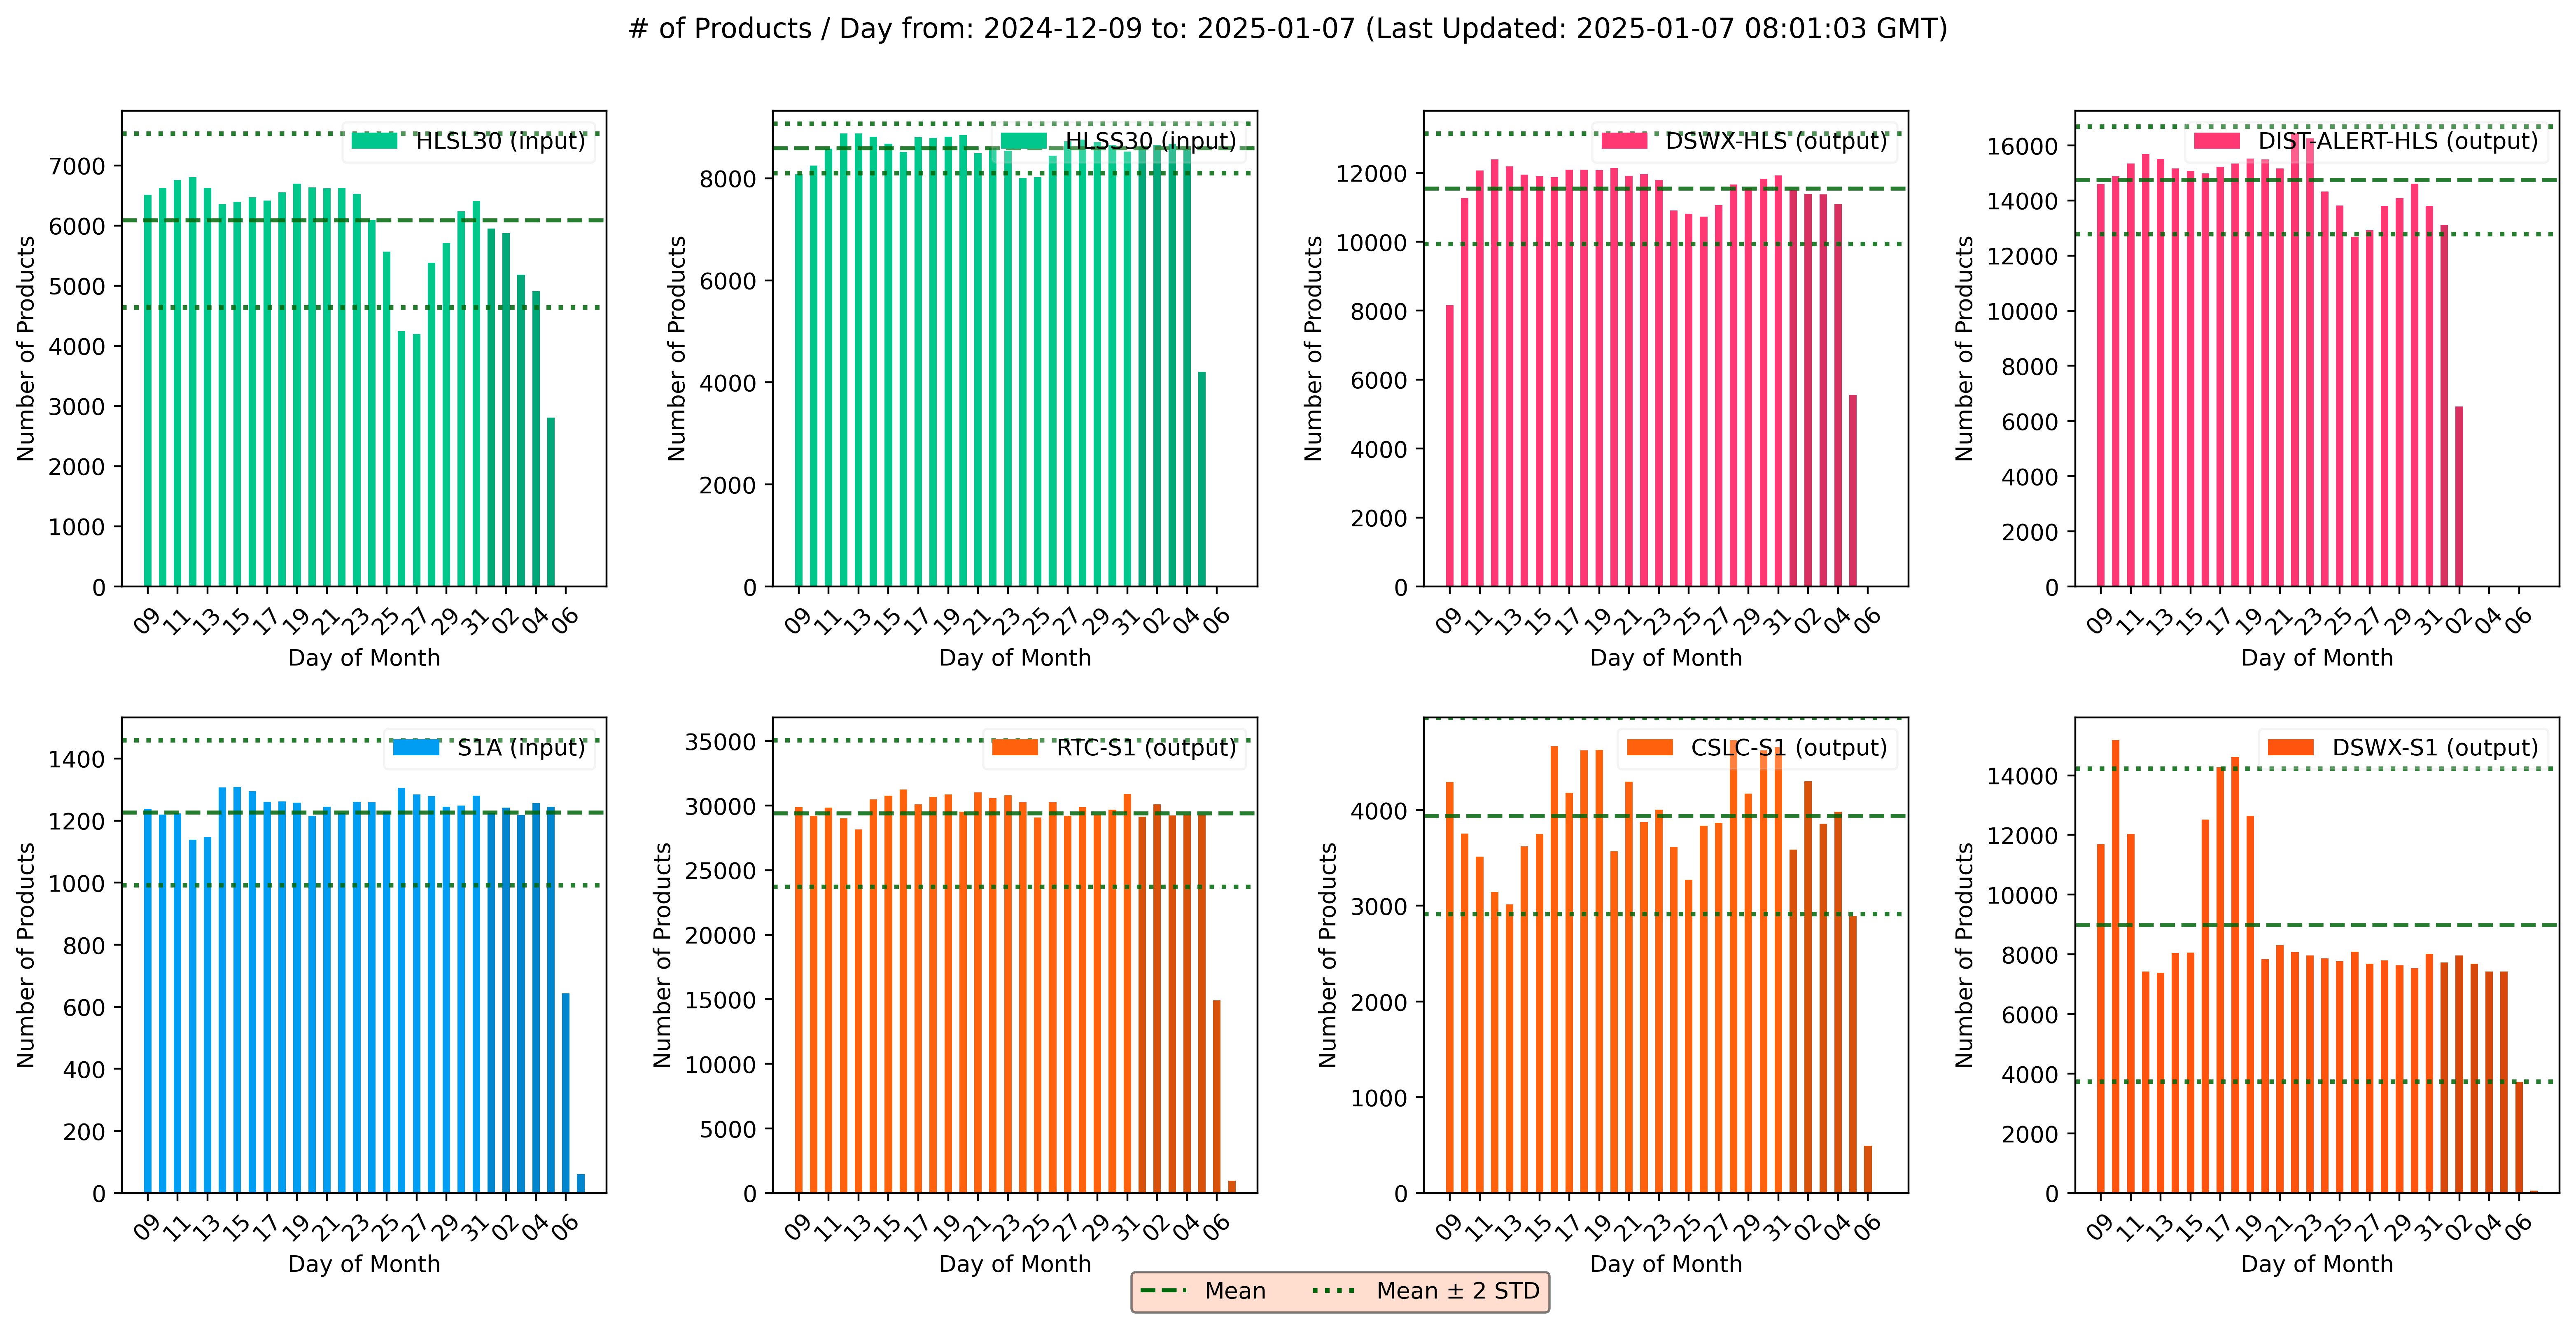 # of Products / Day from: 2024-12-09 to: 2025-01-07 (Last Updated: 2025-01-07 08:01:03 GMT)
HLSL30 (input)
Number of Products
7000
6000
5000
4000
3000
2000
1000
0
09 11 13 15 17 19 21 23 25 27 29 31 02 04 06
Day of Month
HLSS30 (input)
Number of Products
8000
6000
4000
2000
0
09 11 13 15 17 19 21 23 25 27 29 31 02 04 06
Day of Month
DSWX-HLS (output)
Number of Products
12000
10000
8000
6000
4000
2000
0
09 11 13 15 17 19 21 23 25 27 29 31 02 04 06
Day of Month
DIST-ALERT-HLS (output)
Number of Products
16000
14000
12000
10000
8000
6000
4000
2000
0
09 11 13 15 17 19 21 23 25 27 29 31 02 04 06
Day of Month
S1A (input)
Number of Products
1400
1200
1000
800
600
400
200
0
09 11 13 15 17 19 21 23 25 27 29 31 02 04 06
Day of Month
RTC-S1 (output)
Number of Products
35000
30000
25000
20000
15000
10000
5000
0
09 11 13 15 17 19 21 23 25 27 29 31 02 04 06
Day of Month
CSLC-S1 (output)
Number of Products
4000
3000
2000
1000
0
09 11 13 15 17 19 21 23 25 27 29 31 02 04 06
Day of Month
DSWX-S1 (output)
Number of Products
14000
12000
10000
8000
6000
4000
2000
0
09 11 13 15 17 19 21 23 25 27 29 31 02 04 06
Day of Month
Mean
Mean ± 2 STD